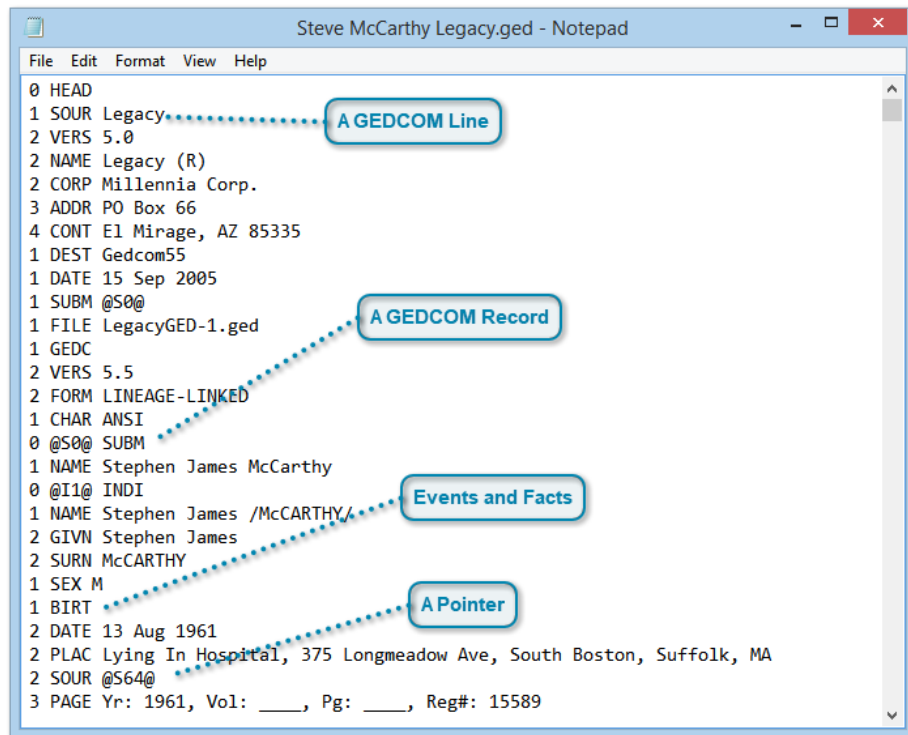 Steve McCarthy Legacy.ged - Notepad
File Edit Format View Help
0 HEAD
1 SOUR Legacy
A GEDCOM Line
2 VERS 5.0
2 NAME Legacy (R)
2 CORP Millennia Corp.
3 ADDR PO Box 66
4 CONT El Mirage, AZ 85335
1 DEST Gedcom55
1 DATE 15 Sep 2005
1 SUBM @S0@
A GEDCOM Record
1 FILE LegacyGED-1.ged
1 GEDC
2 VERS 5.5
2 FORM LINEAGE-LINKED
1 CHAR ANSI
0 @S0@ SUBM
1 NAME Stephen James McCarthy
0 @I1@ INDI
Events and Facts
1 NAME Stephen James /McCARTHY/
2 GIVN Stephen James
2 SURN McCARTHY
1 SEX M
1 BIRT
A Pointer
2 DATE 13 Aug 1961
2 PLAC Lying In Hospital, 375 Longmeadow Ave, South Boston, Suffolk, MA
2 SOUR @S64@
3 PAGE Yr: 1961, Vol: ____, Pg: ____, Reg#: 15589